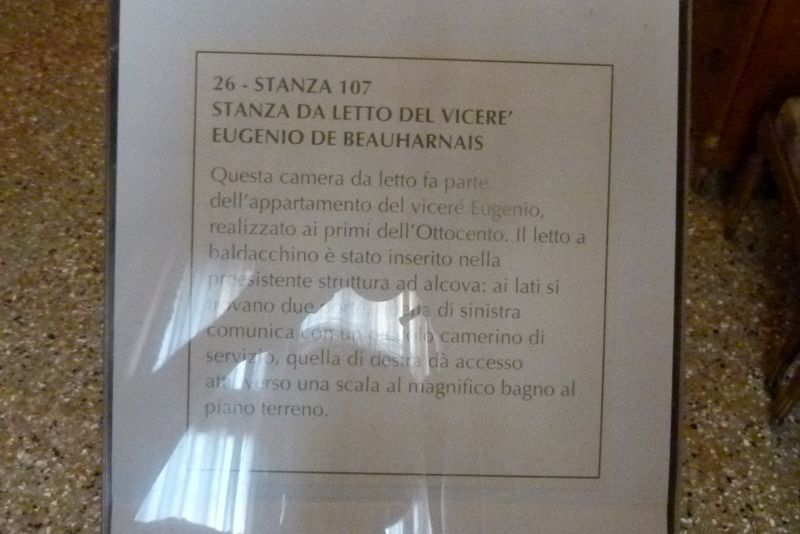 26 - STANZA 107
STANZA DA LETTO DEL VICERE'
EUGENIO DE BEAUHARNAIS
Questa camera da letto fa parte
dell'appartamento del viceré Eugenio,
realizzato ai primi dell'Ottocento. Il letto a
baldacchino è stato inserito nella
preesistente struttura ad alcova: ai lati si
trovano due di sinistra
comunica con un piccolo camerino di
servizio, quella di destra dà accesso
attraverso una scala al magnifico bagno al
piano terreno.